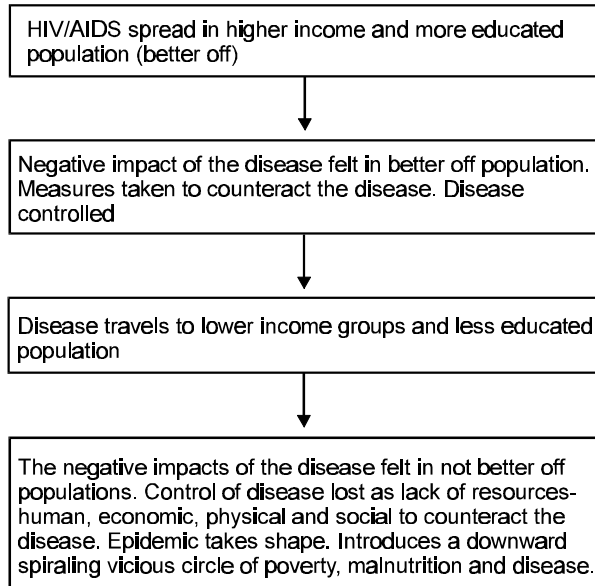 HIV/AIDS spread in higher income and more educated
population (better off)
Negative impact of the disease felt in better off population.
Measures taken to counteract the disease. Disease
controlled
Disease travels to lower income groups and less educated
population
The negative impacts of the disease felt in not better off
populations. Control of disease lost as lack of resources-
human, economic, physical and social to counteract the
disease. Epidemic takes shape. Introduces a downward
spiraling vicious circle of poverty, malnutrition and disease.